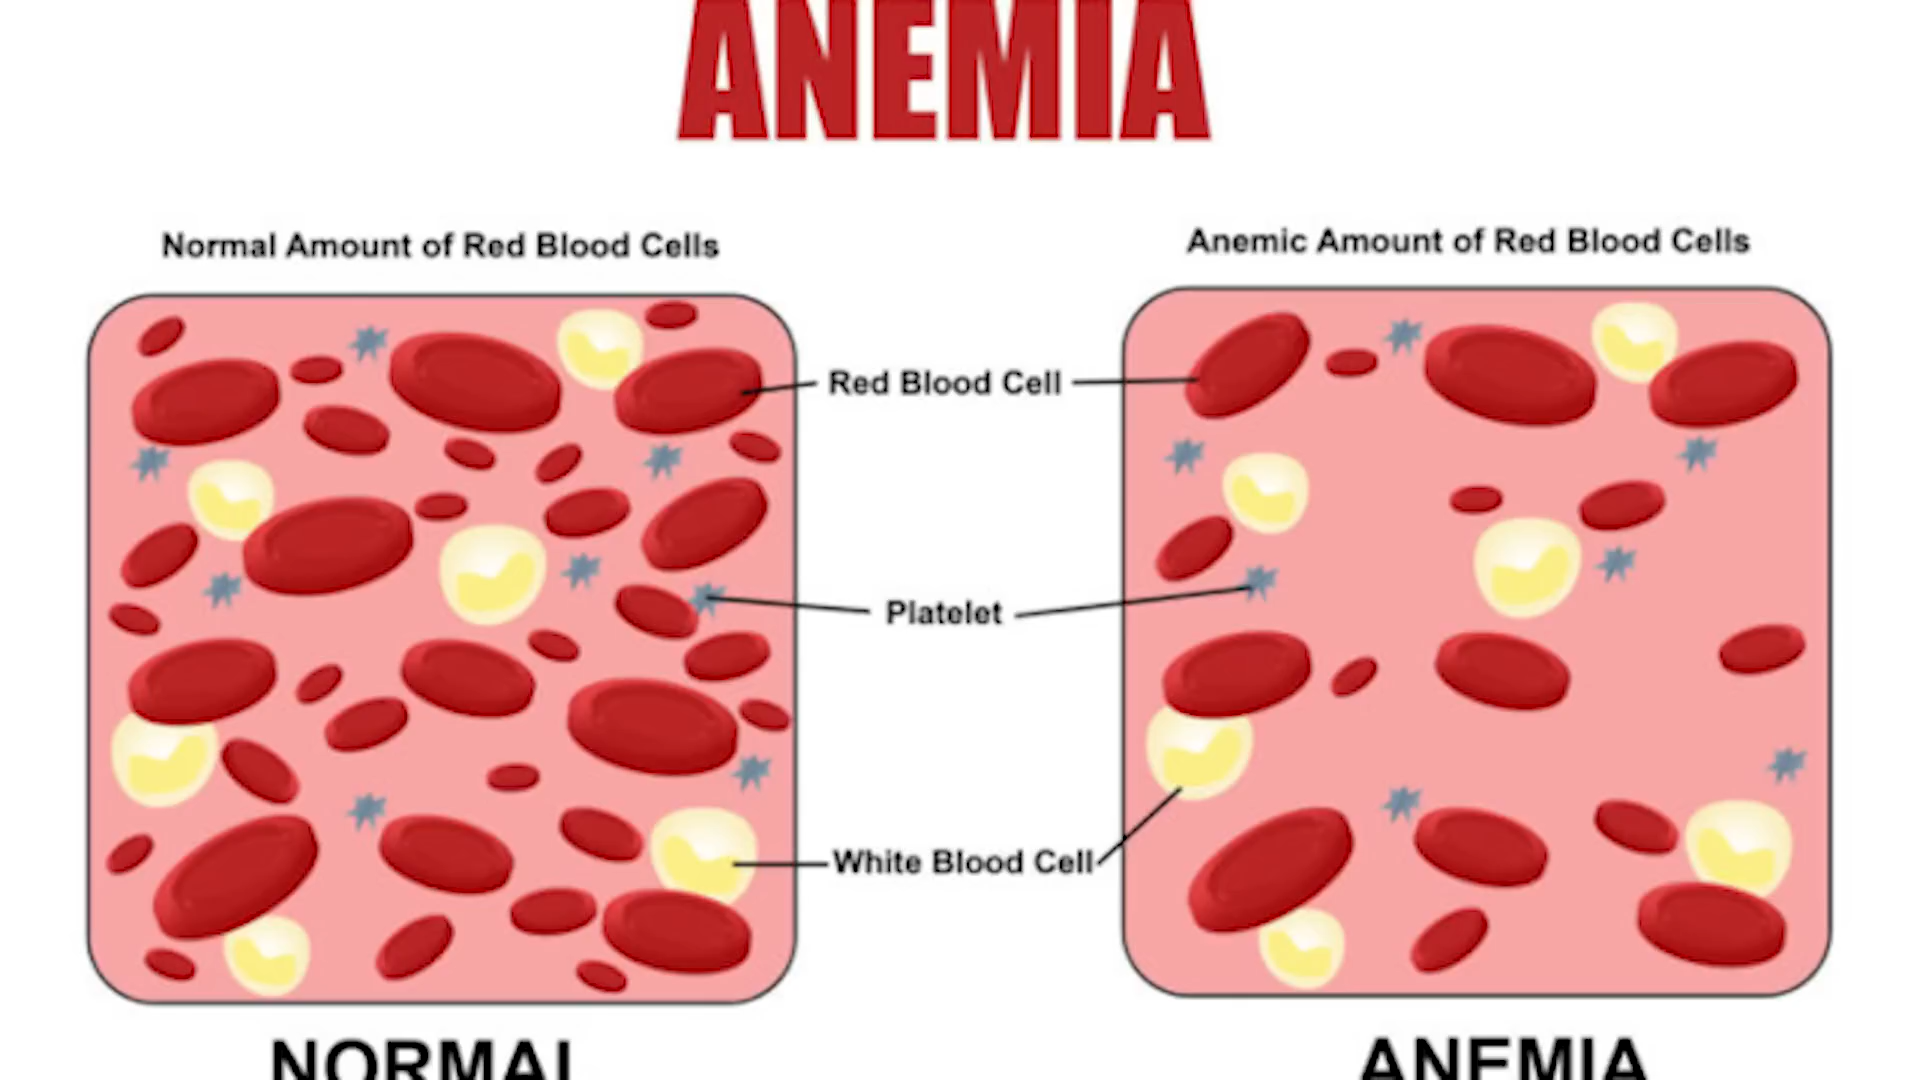 ANEMIA
Normal Amount of Red Blood Cells
Anemic Amount of Red Blood Cells
Red Blood Cell
Platelet
White Blood Cell
NORMAL
ANEMIA